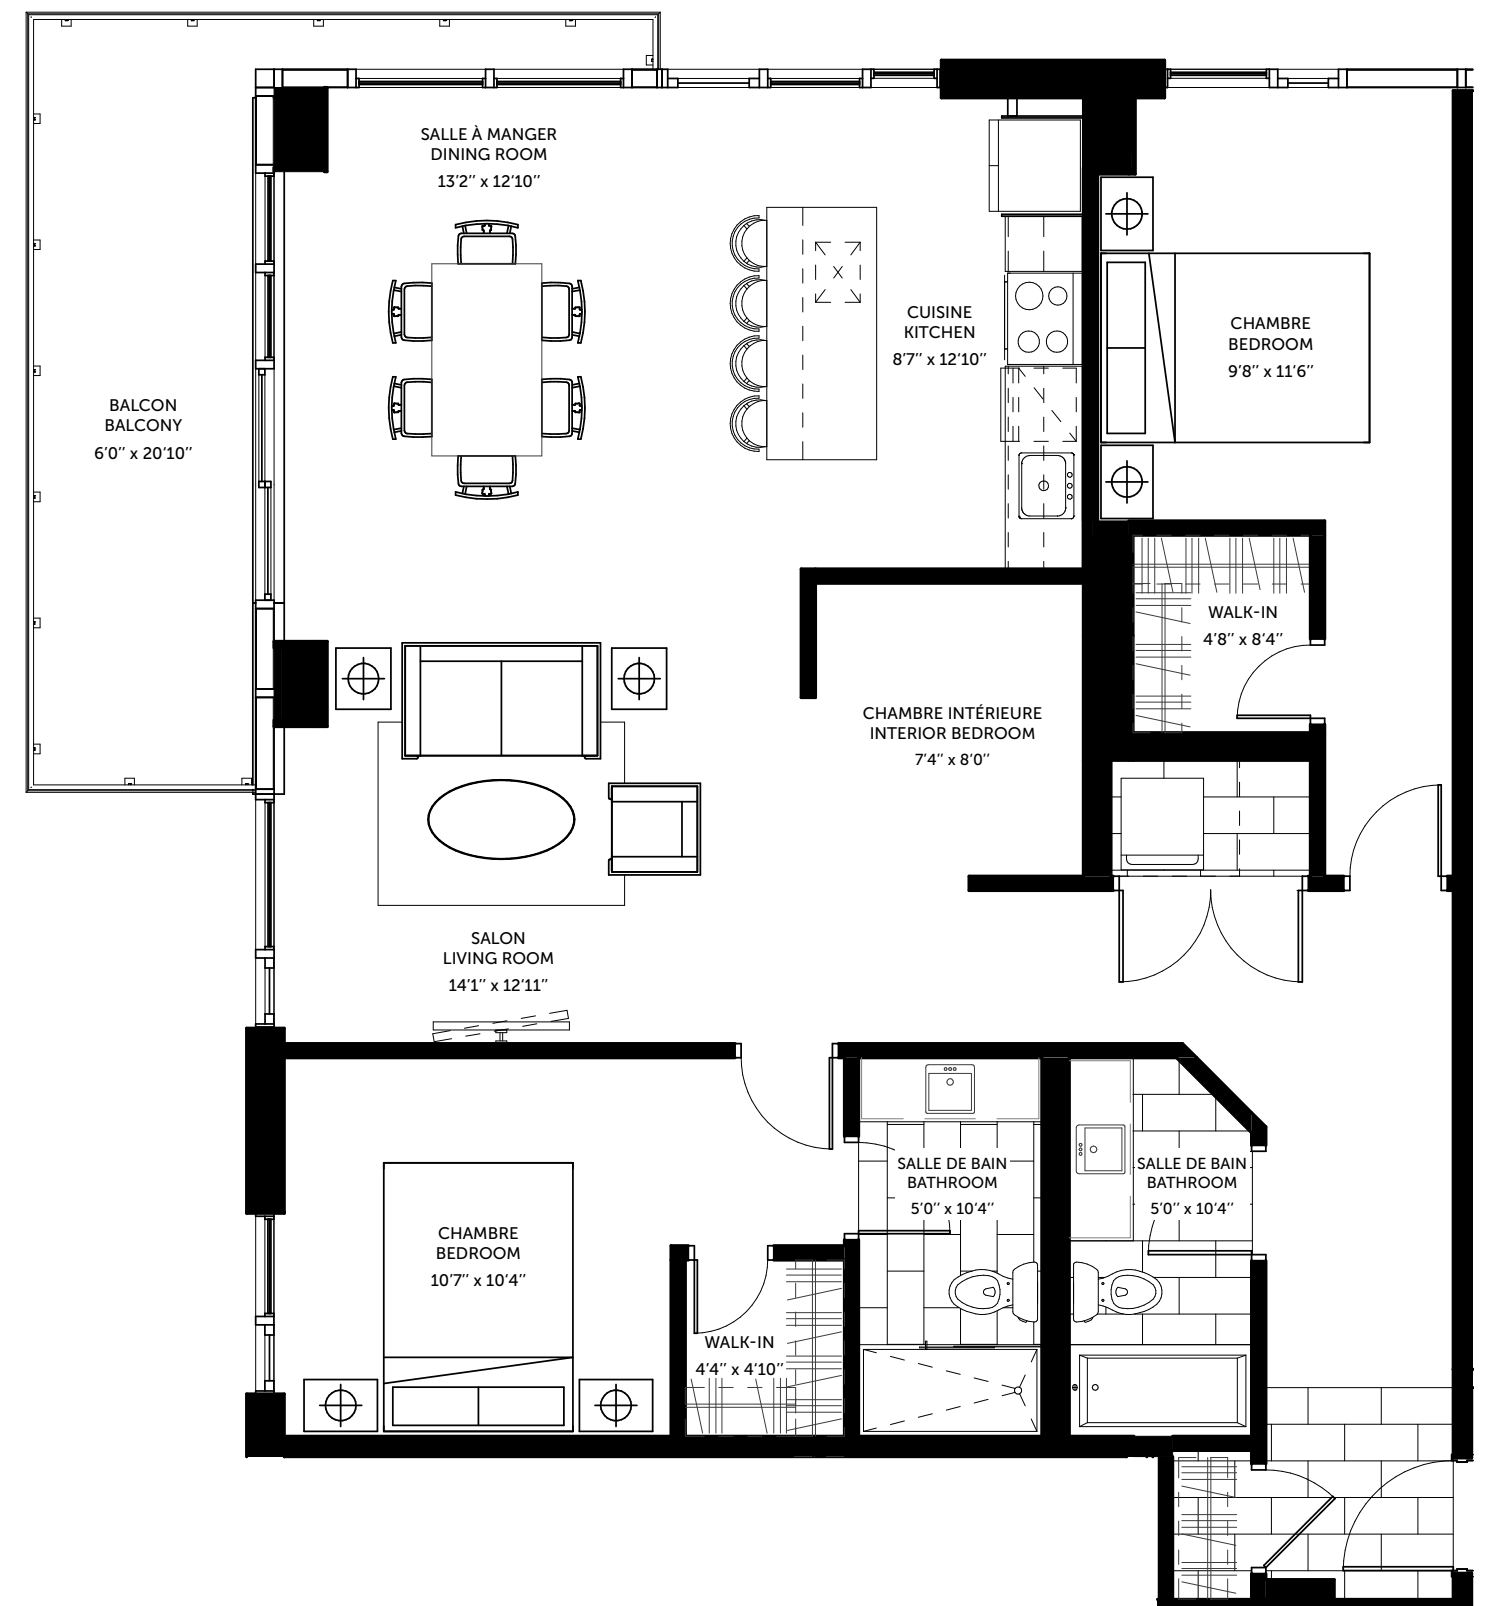 SALLE À MANGER
DINING ROOM
13'2'' x 12'10''
CUISINE
KITCHEN
8'7'' x 12'10''
CHAMBRE
BEDROOM
9'8'' x 11'6''
BALCON
BALCONY
6'0'' x 20'10''
WALK-IN
4'8'' x 8'4''
CHAMBRE INTÉRIEURE
INTERIOR BEDROOM
7'4'' x 8'0''
SALON
LIVING ROOM
14'1'' x 12'11''
SALLE DE BAIN
BATHROOM
5'0'' x 10'4''
SALLE DE BAIN
BATHROOM
5'0'' x 10'4''
CHAMBRE
BEDROOM
10'7'' x 10'4''
WALK-IN
4'4'' x 4'10''